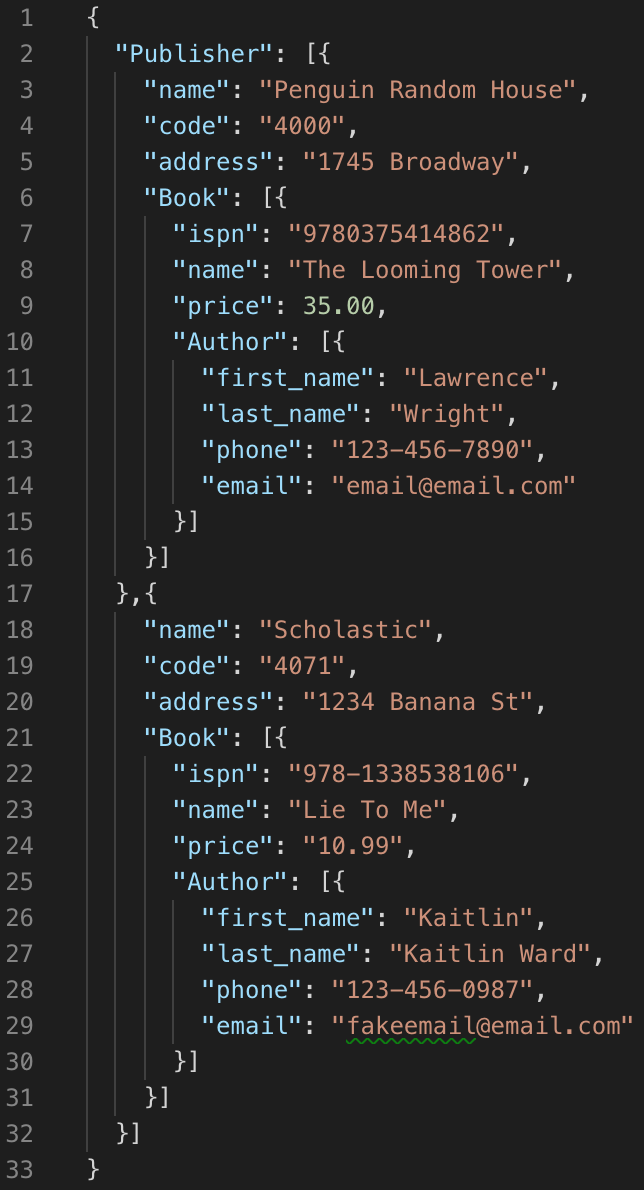 1 {
2 "Publisher": [{
3 "name": "Penguin Random House",
4 "code": "4000",
5 "address": "1745 Broadway",
6 "Book": [{
7 "ispn": "9780375414862",
8 "name": "The Looming Tower",
9 "price": 35.00,
10 "Author": [{
11 "first_name": "Lawrence",
12 "last_name": "Wright",
13 "phone": "123-456-7890",
14 "email": "email@email.com"
15 }]
16 }]
17 },{
18 "name": "Scholastic",
19 "code": "4071",
20 "address": "1234 Banana St",
21 "Book": [{
22 "ispn": "978-1338538106",
23 "name": "Lie To Me",
24 "price": "10.99",
25 "Author": [{
26 "first_name": "Kaitlin",
27 "last_name": "Kaitlin Ward",
28 "phone": "123-456-0987",
29 "email": "fakeemail@email.com"
30 }]
31 }]
32 }]
33 }